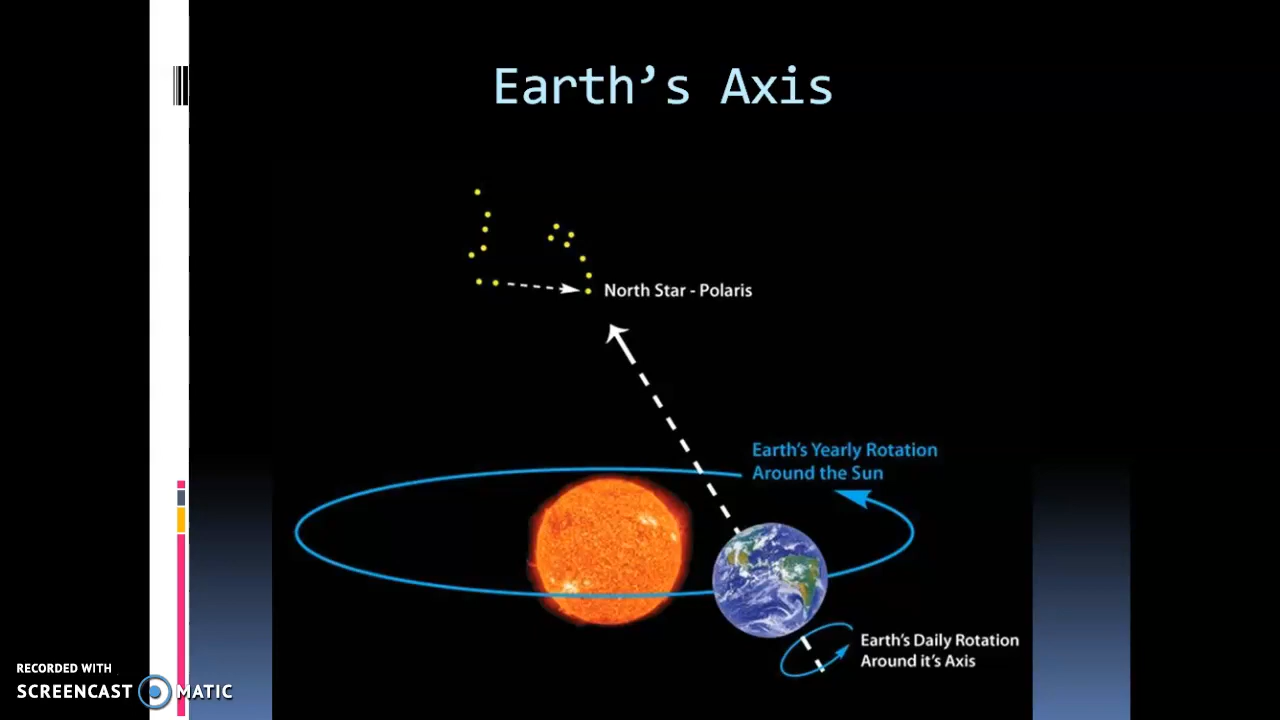 Earth’s Axis
North Star - Polaris
Earth’s Yearly Rotation
Around the Sun
Earth’s Daily Rotation
Around it’s Axis
RECORDED WITH
SCREENCAST MATIC